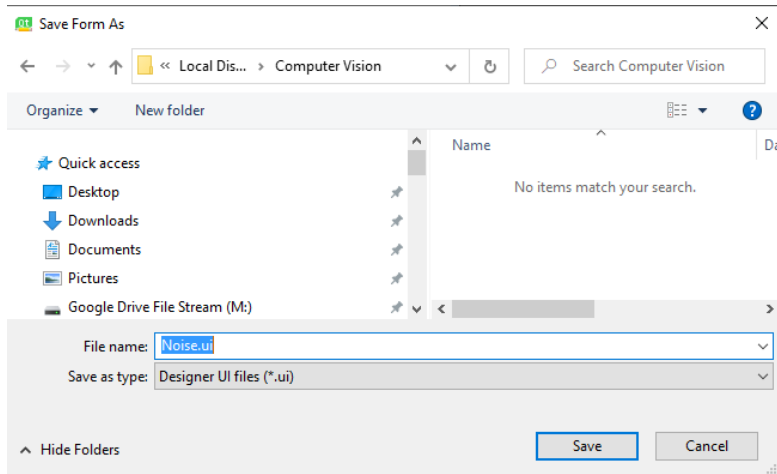 Qt Save Form As
« Local Dis... > Computer Vision
Search Computer Vision
Organize
New folder
?
Quick access
Desktop
Downloads
Documents
Pictures
Google Drive File Stream (M:)
Name
Da
No items match your search.
File name: Noise.ui
Save as type: Designer UI files (*.ui)
Hide Folders
Save
Cancel